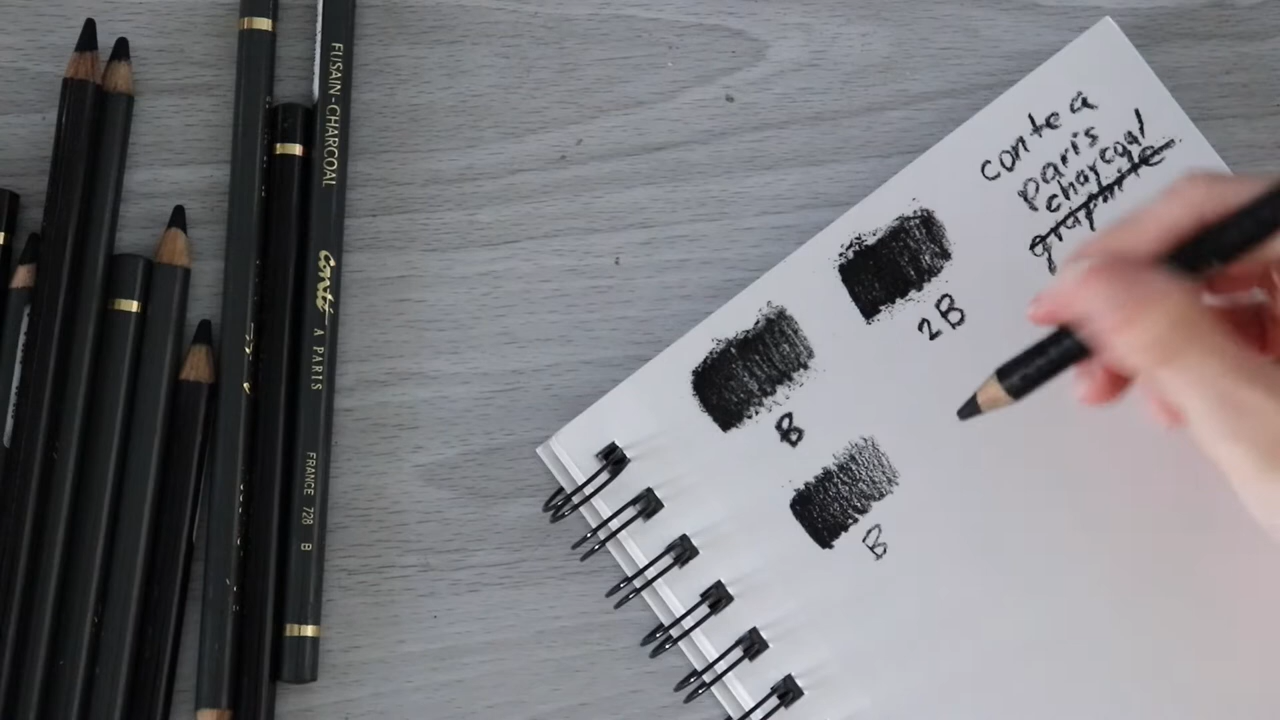 FUSAIN-CHARCOAL
conté A PARIS
FRANCE 728 B
conte a
paris
charcoal
graphite
2B
B
B